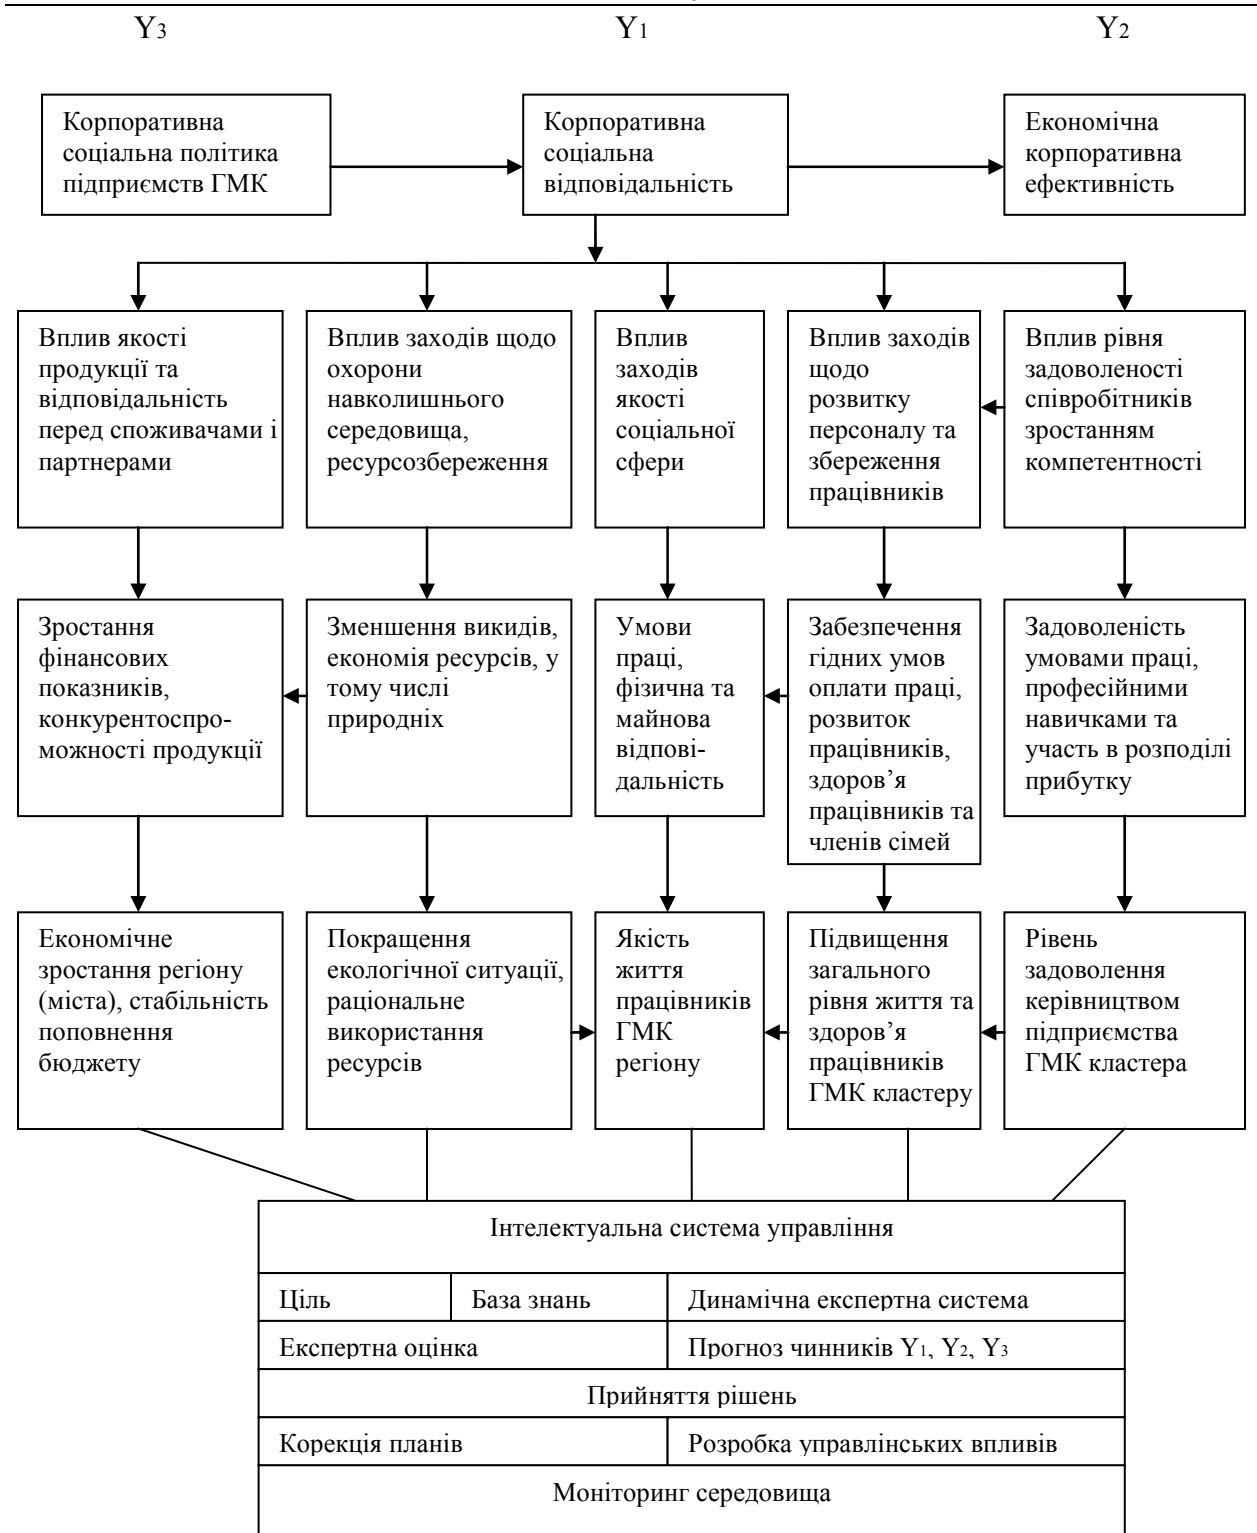 Y3
Y1
Y2
Корпоративна
соціальна політика
підприємств ГМК
Корпоративна
соціальна
відповідальність
Економічна
корпоративна
ефективність
Вплив якості
продукції та
відповідальність
перед споживачами і
партнерами
Вплив заходів щодо
охорони
навколишнього
середовища,
ресурсозбереження
Вплив
заходів
якості
соціальної
сфери
Вплив заходів
щодо
розвитку
персоналу та
збереження
працівників
Вплив рівня
задоволеності
співробітників
зростанням
компетентності
Зростання
фінансових
показників,
конкурентоспро-
можності продукції
Зменшення викидів,
економія ресурсів, у
тому числі
природніх
Умови
праці,
фізична та
майнова
відпові-
дальність
Забезпечення
гідних умов
оплати праці,
розвиток
працівників,
здоров’я
працівників та
членів сімей
Задоволеність
умовами праці,
професійними
навичками та
участь в розподілі
прибутку
Економічне
зростання регіону
(міста), стабільність
поповнення
бюджету
Покращення
екологічної ситуації,
раціональне
використання
ресурсів
Якість
життя
працівників
ГМК
регіону
Підвищення
загального
рівня життя та
здоров’я
працівників
ГМК кластеру
Рівень
задоволення
керівництвом
підприємства
ГМК кластера
Інтелектуальна система управління
Ціль
База знань
Динамічна експертна система
Експертна оцінка
Прогноз чинників Y1, Y2, Y3
Прийняття рішень
Корекція планів
Розробка управлінських впливів
Моніторинг середовища